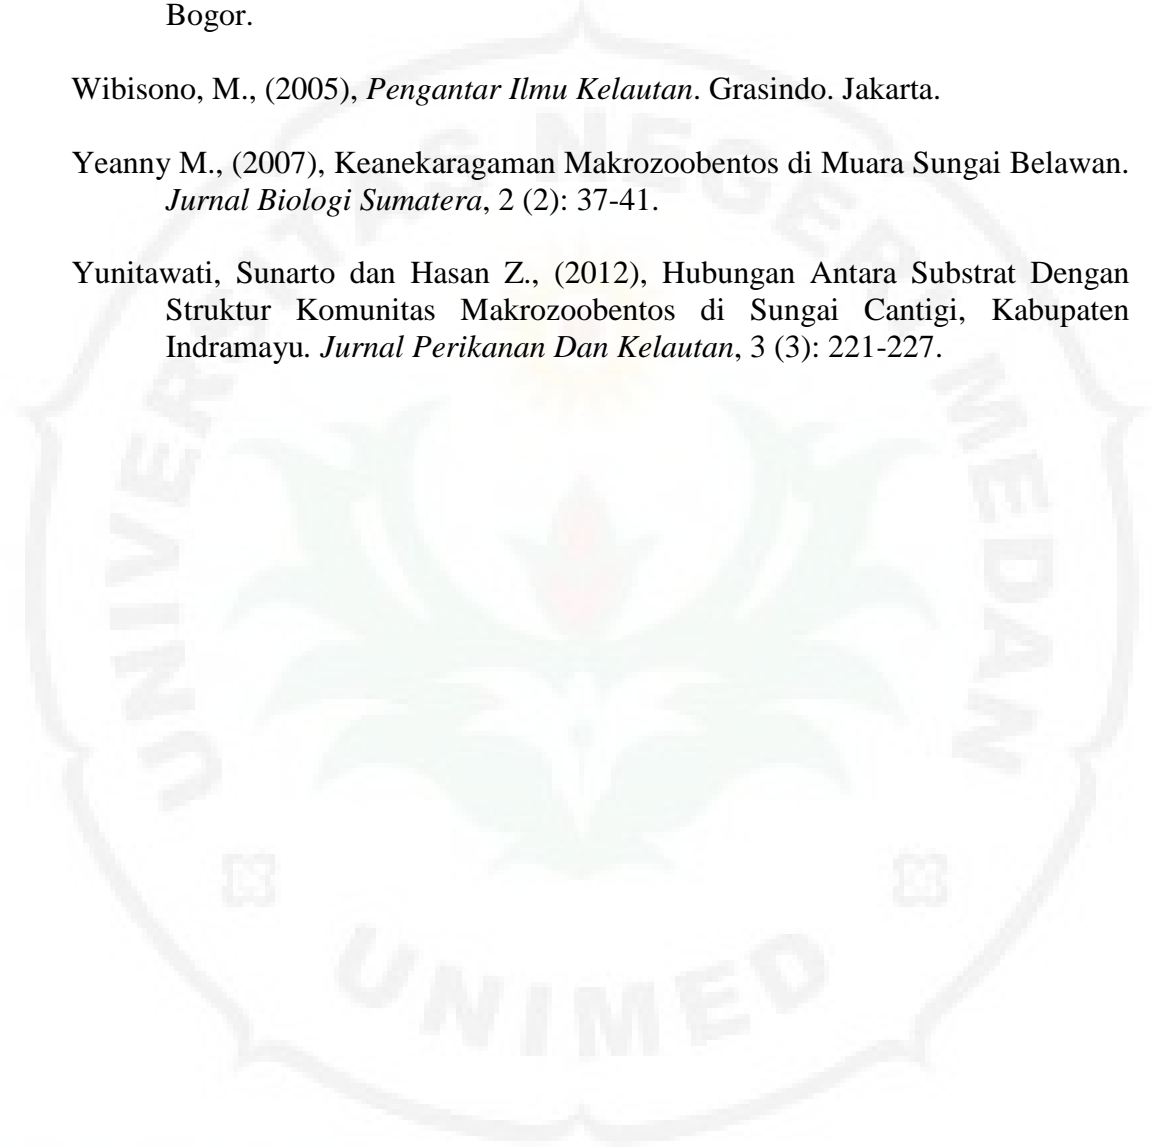 Bogor.
Wibisono, M., (2005), Pengantar Ilmu Kelautan. Grasindo. Jakarta.
Yeanny M., (2007), Keanekaragaman Makrozoobentos di Muara Sungai Belawan.
Jurnal Biologi Sumatera, 2 (2): 37-41.
Yunitawati, Sunarto dan Hasan Z., (2012), Hubungan Antara Substrat Dengan
Struktur Komunitas Makrozoobentos di Sungai Cantigi, Kabupaten
Indramayu. Jurnal Perikanan Dan Kelautan, 3 (3): 221-227.
UNIVERSITAS NEGERI MEDAN
UNIMED